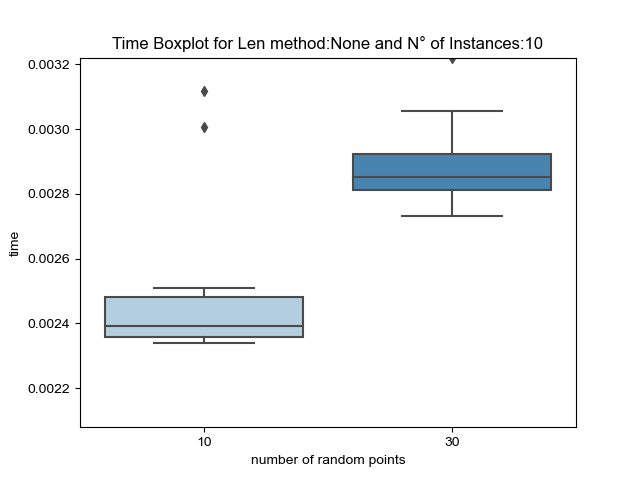 Time Boxplot for Len method:None and N° of Instances:10
0.0032
0.0030
0.0028
0.0026
0.0024
0.0022
time
10
30
number of random points